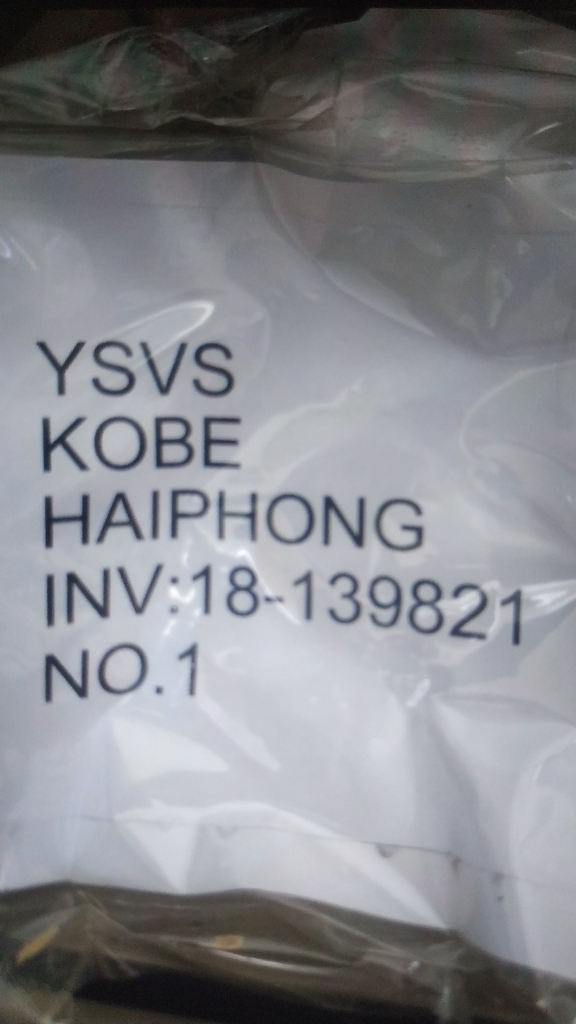 YSVS
KOBE
HAIPHONG
INV:18-139821
NO.1